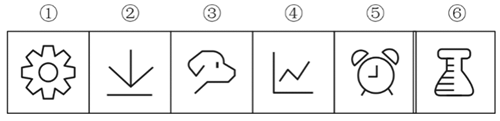 ① ② ③ ④ ⑤ ⑥